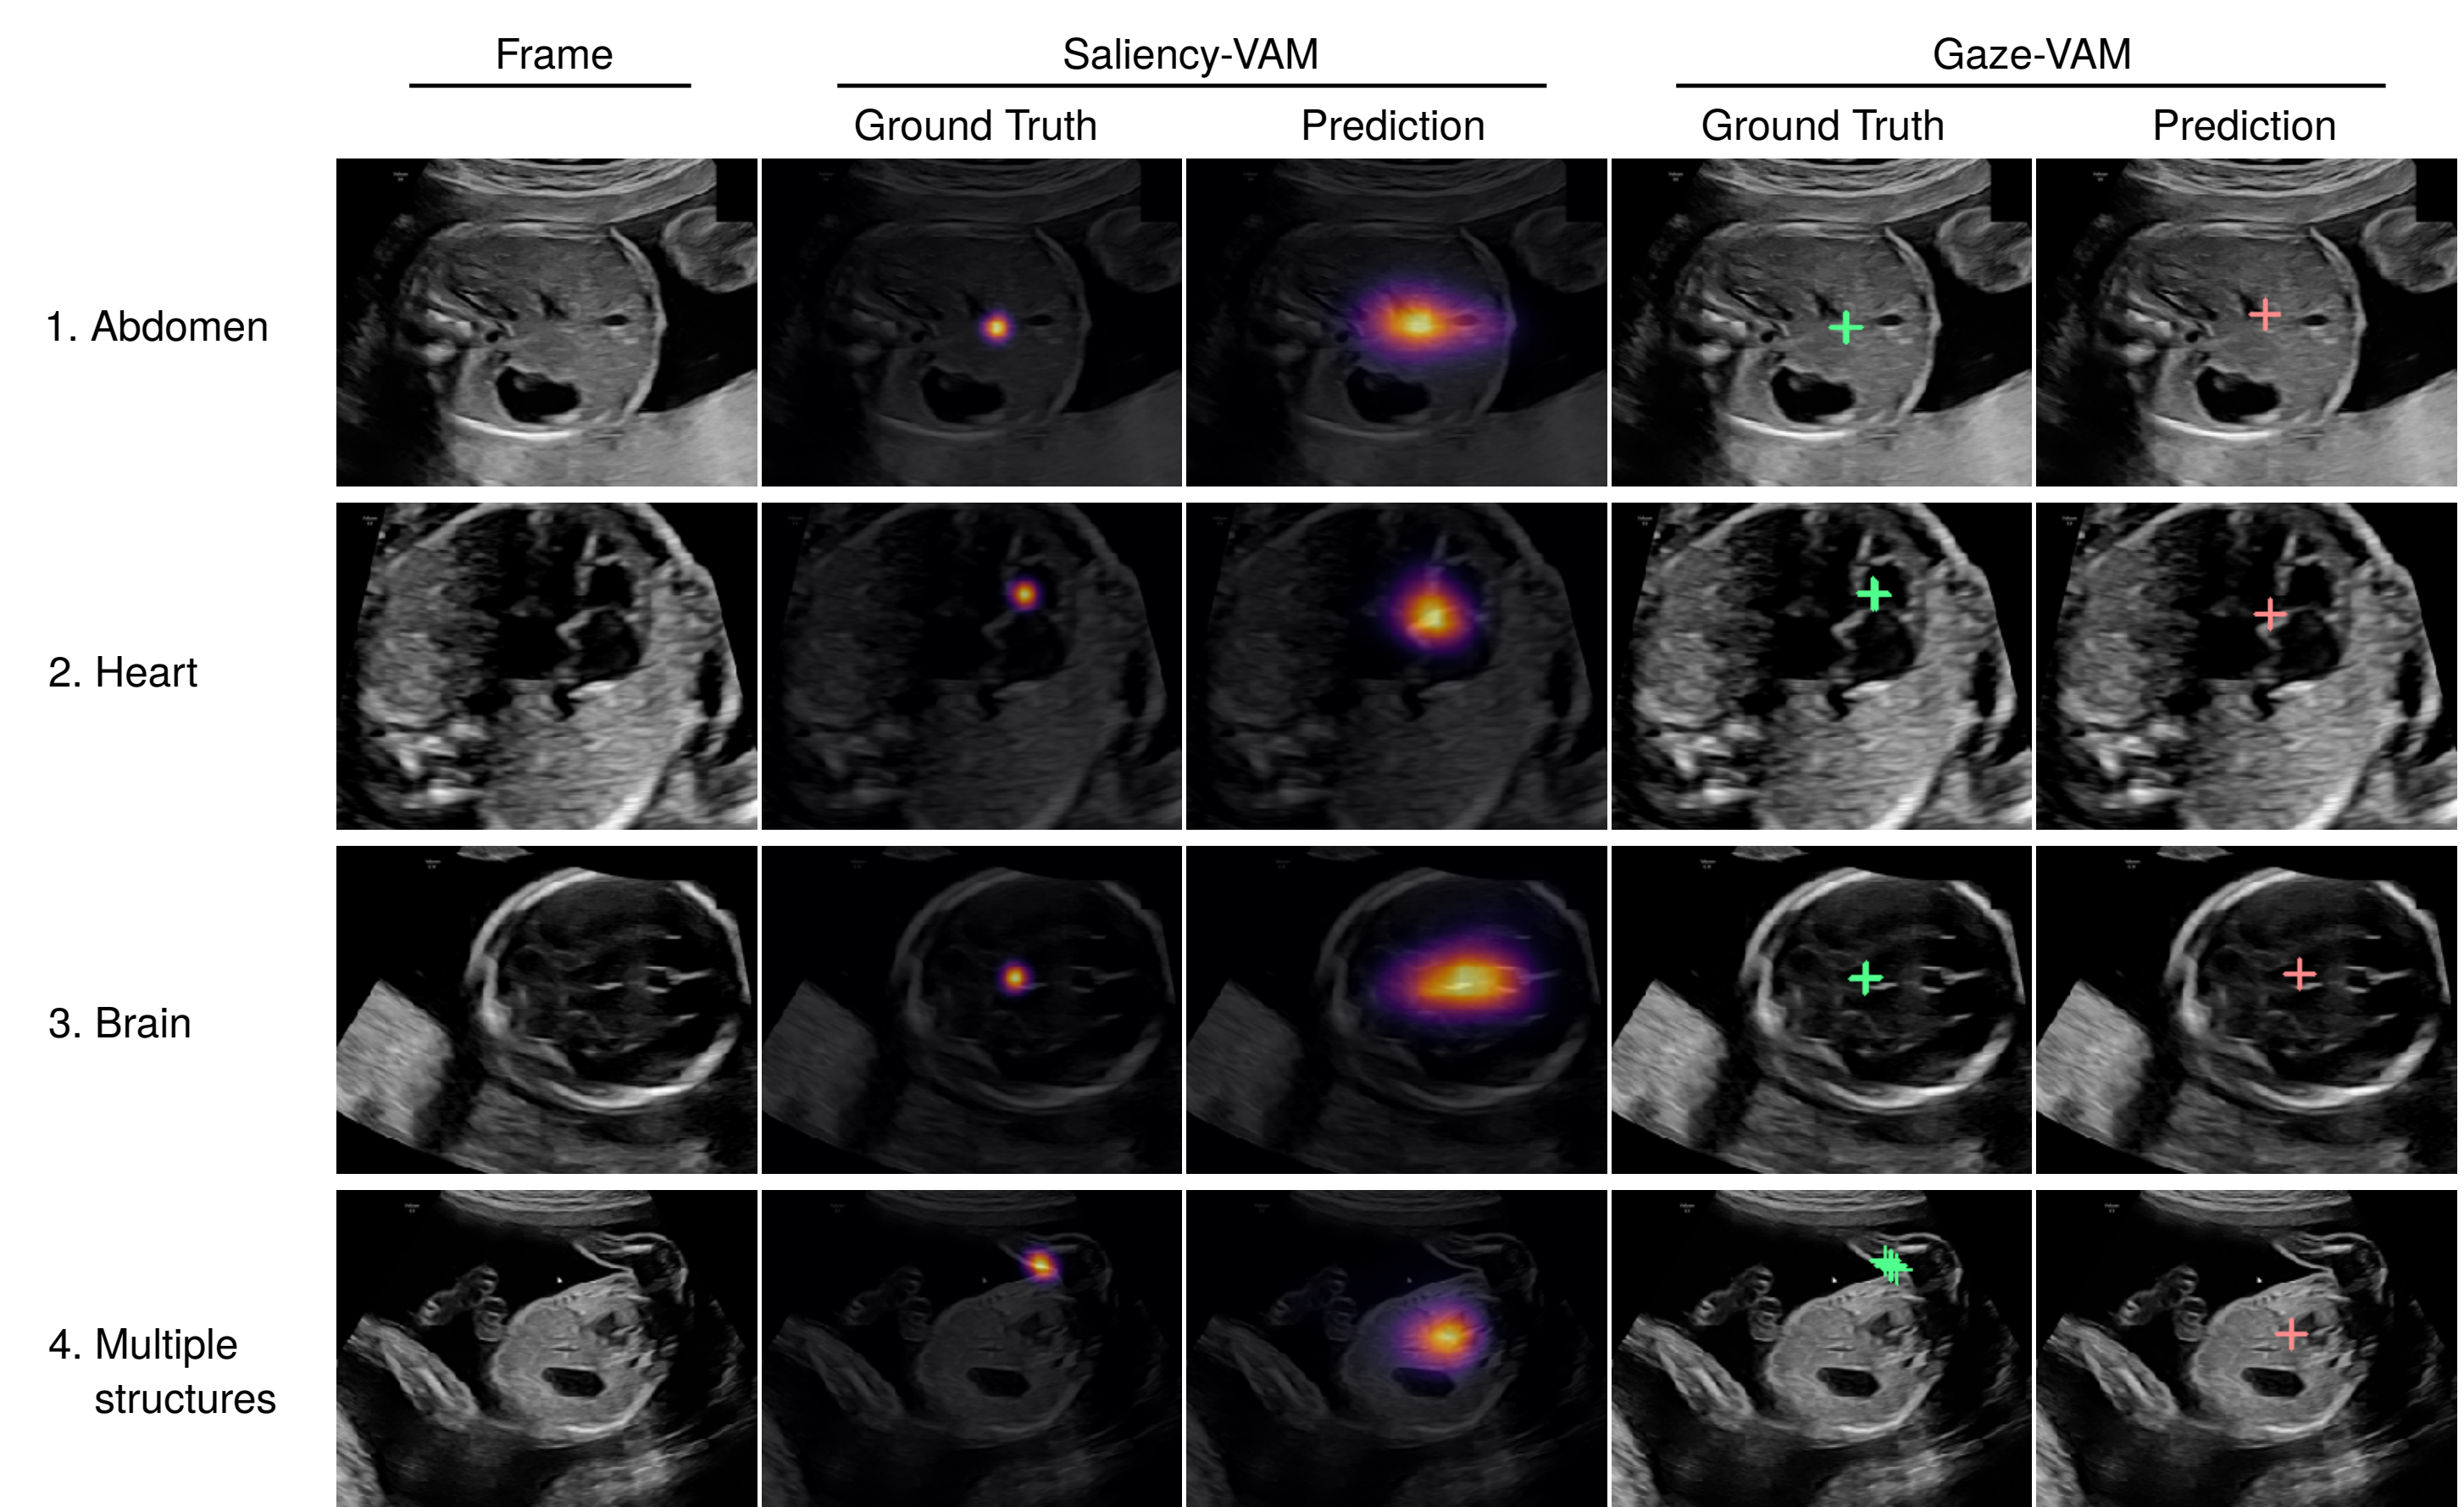 Frame
Saliency-VAM
Gaze-VAM
Ground Truth
Prediction
Ground Truth
Prediction
1. Abdomen
2. Heart
3. Brain
4. Multiple
structures